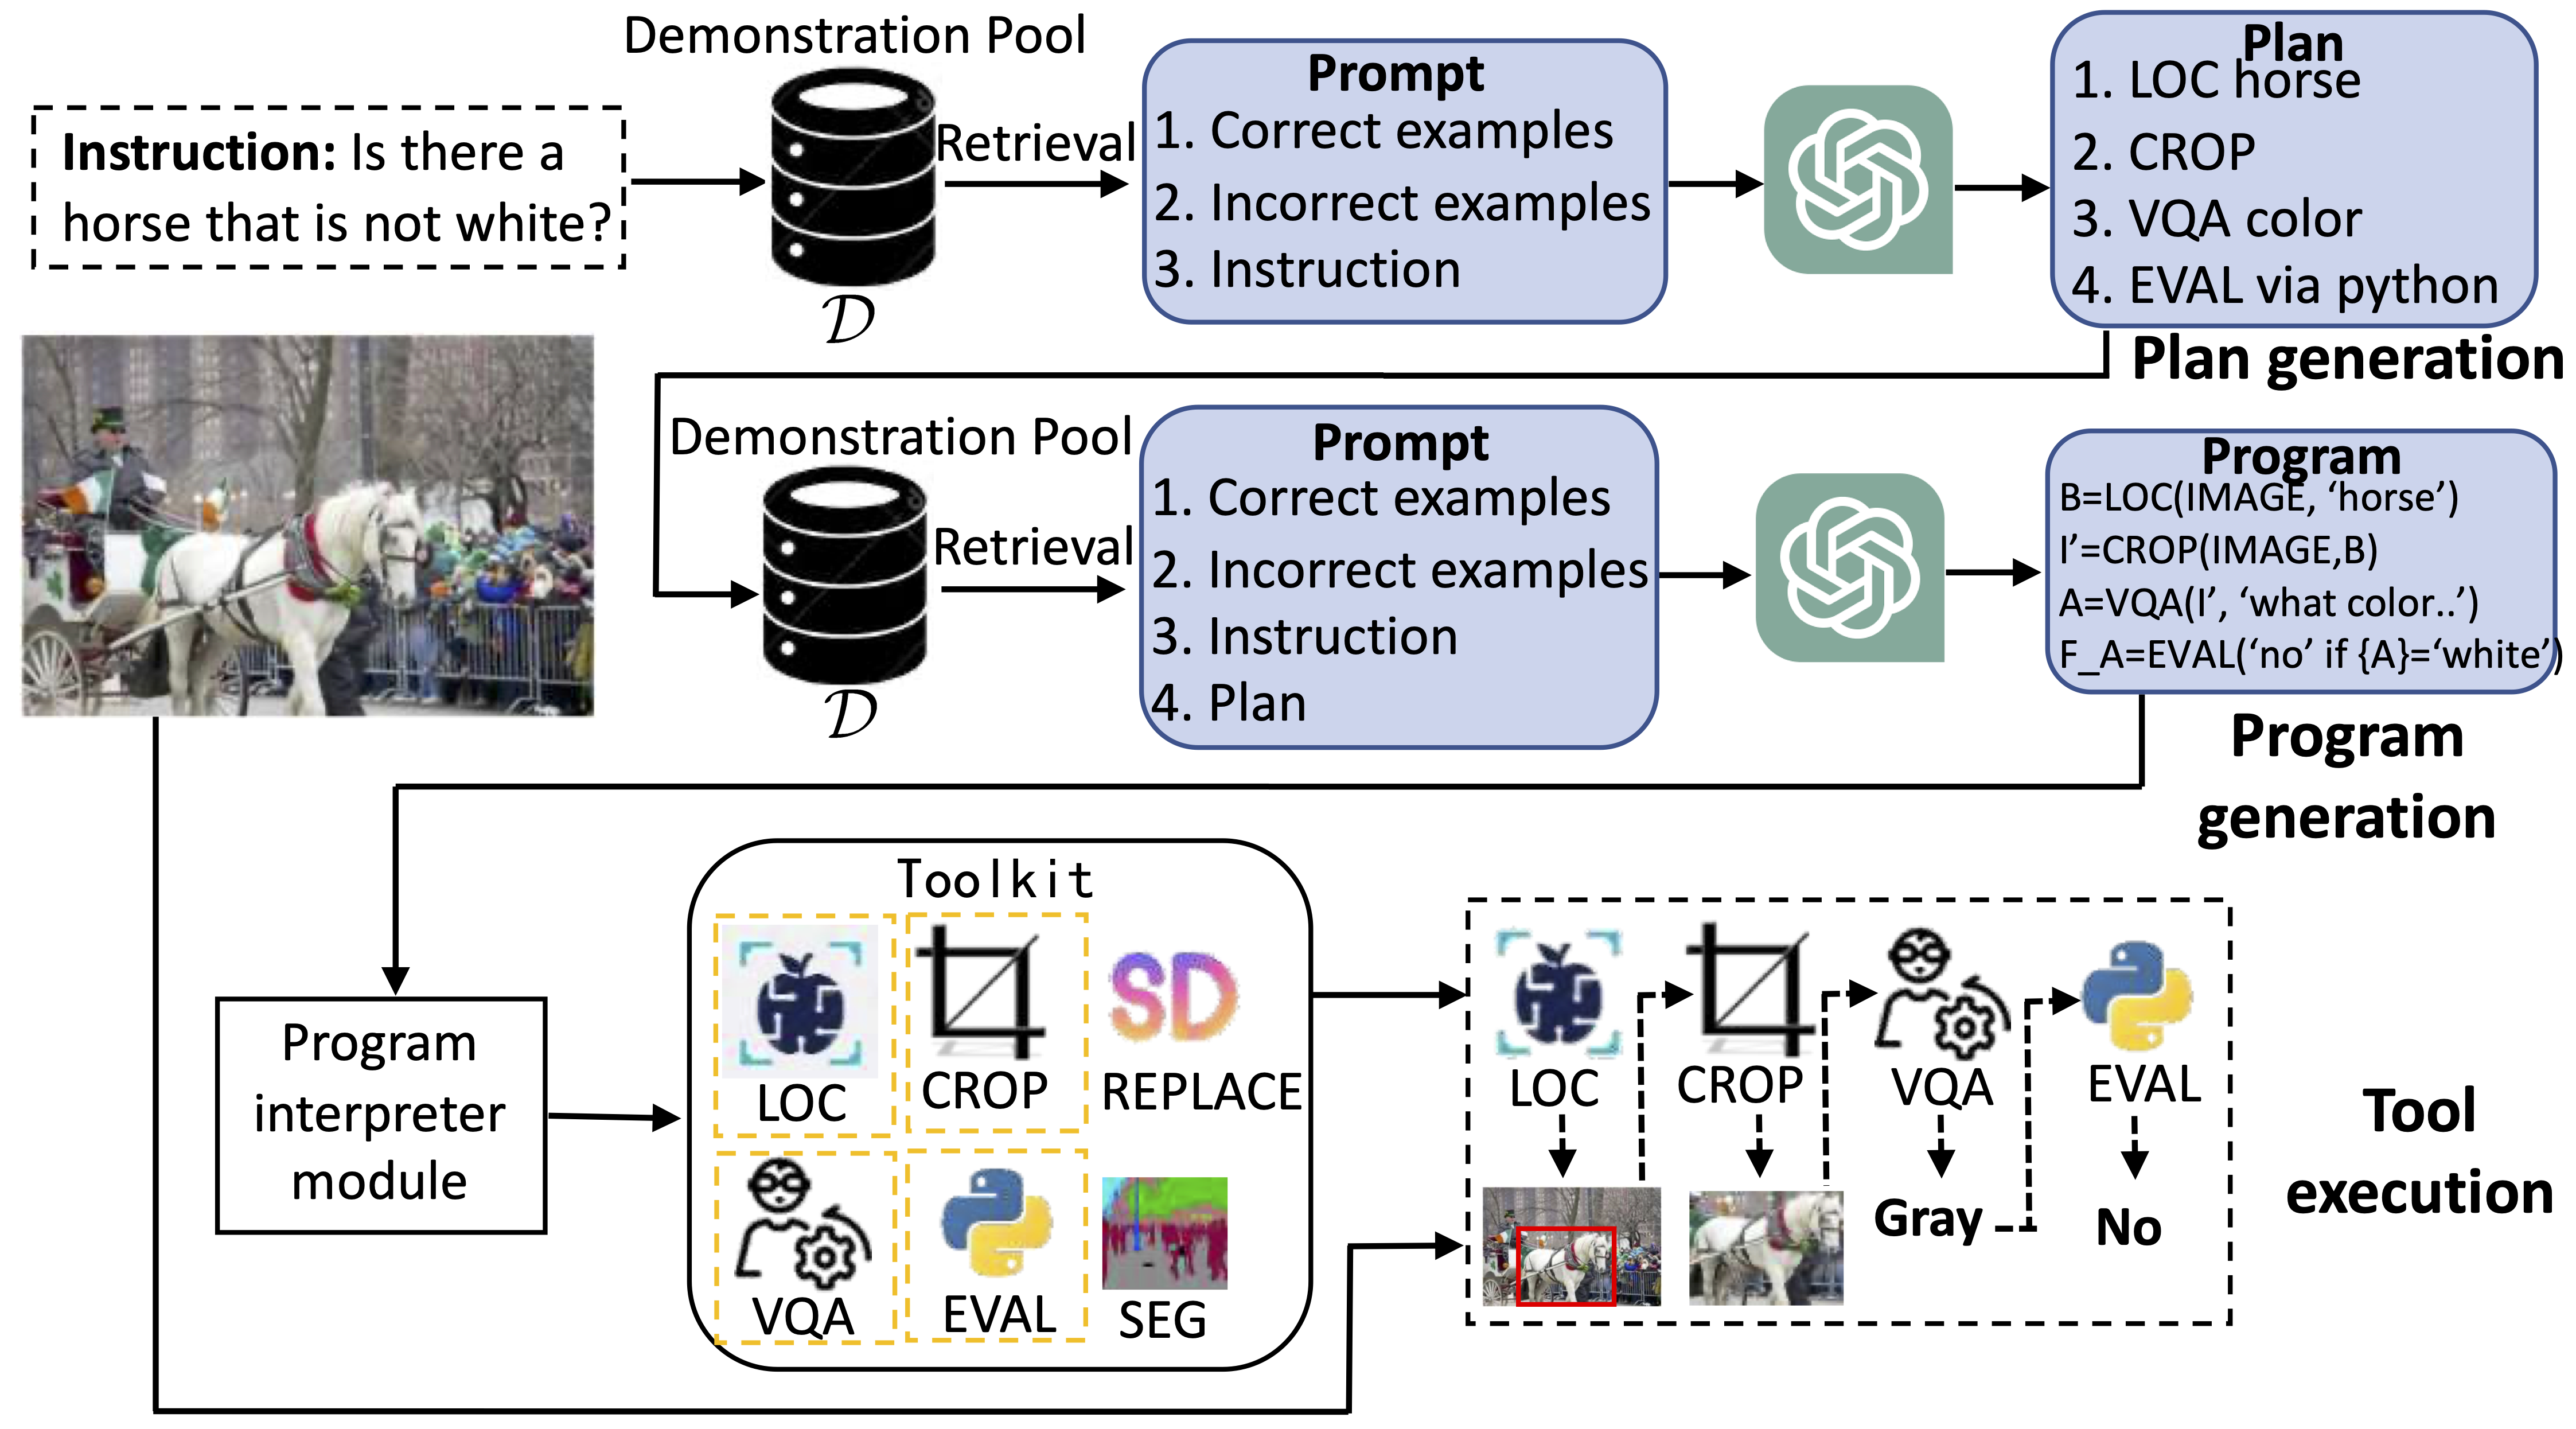 Demonstration Pool
Instruction: Is there a
horse that is not white?
𝒟
Retrieval
Prompt
1. Correct examples
2. Incorrect examples
3. Instruction
Plan
1. LOC horse
2. CROP
3. VQA color
4. EVAL via python
Plan generation
Demonstration Pool
𝒟
Retrieval
Prompt
1. Correct examples
2. Incorrect examples
3. Instruction
4. Plan
Program
B=LOC(IMAGE, ‘horse’)
I’=CROP(IMAGE,B)
A=VQA(I’, ‘what color..’)
F_A=EVAL(‘no’ if {A}=‘white’)
Program
generation
Program
interpreter
module
Toolkit
LOC
CROP
SD
REPLACE
VQA
EVAL
SEG
LOC
CROP
VQA
EVAL
Gray
No
Tool
execution